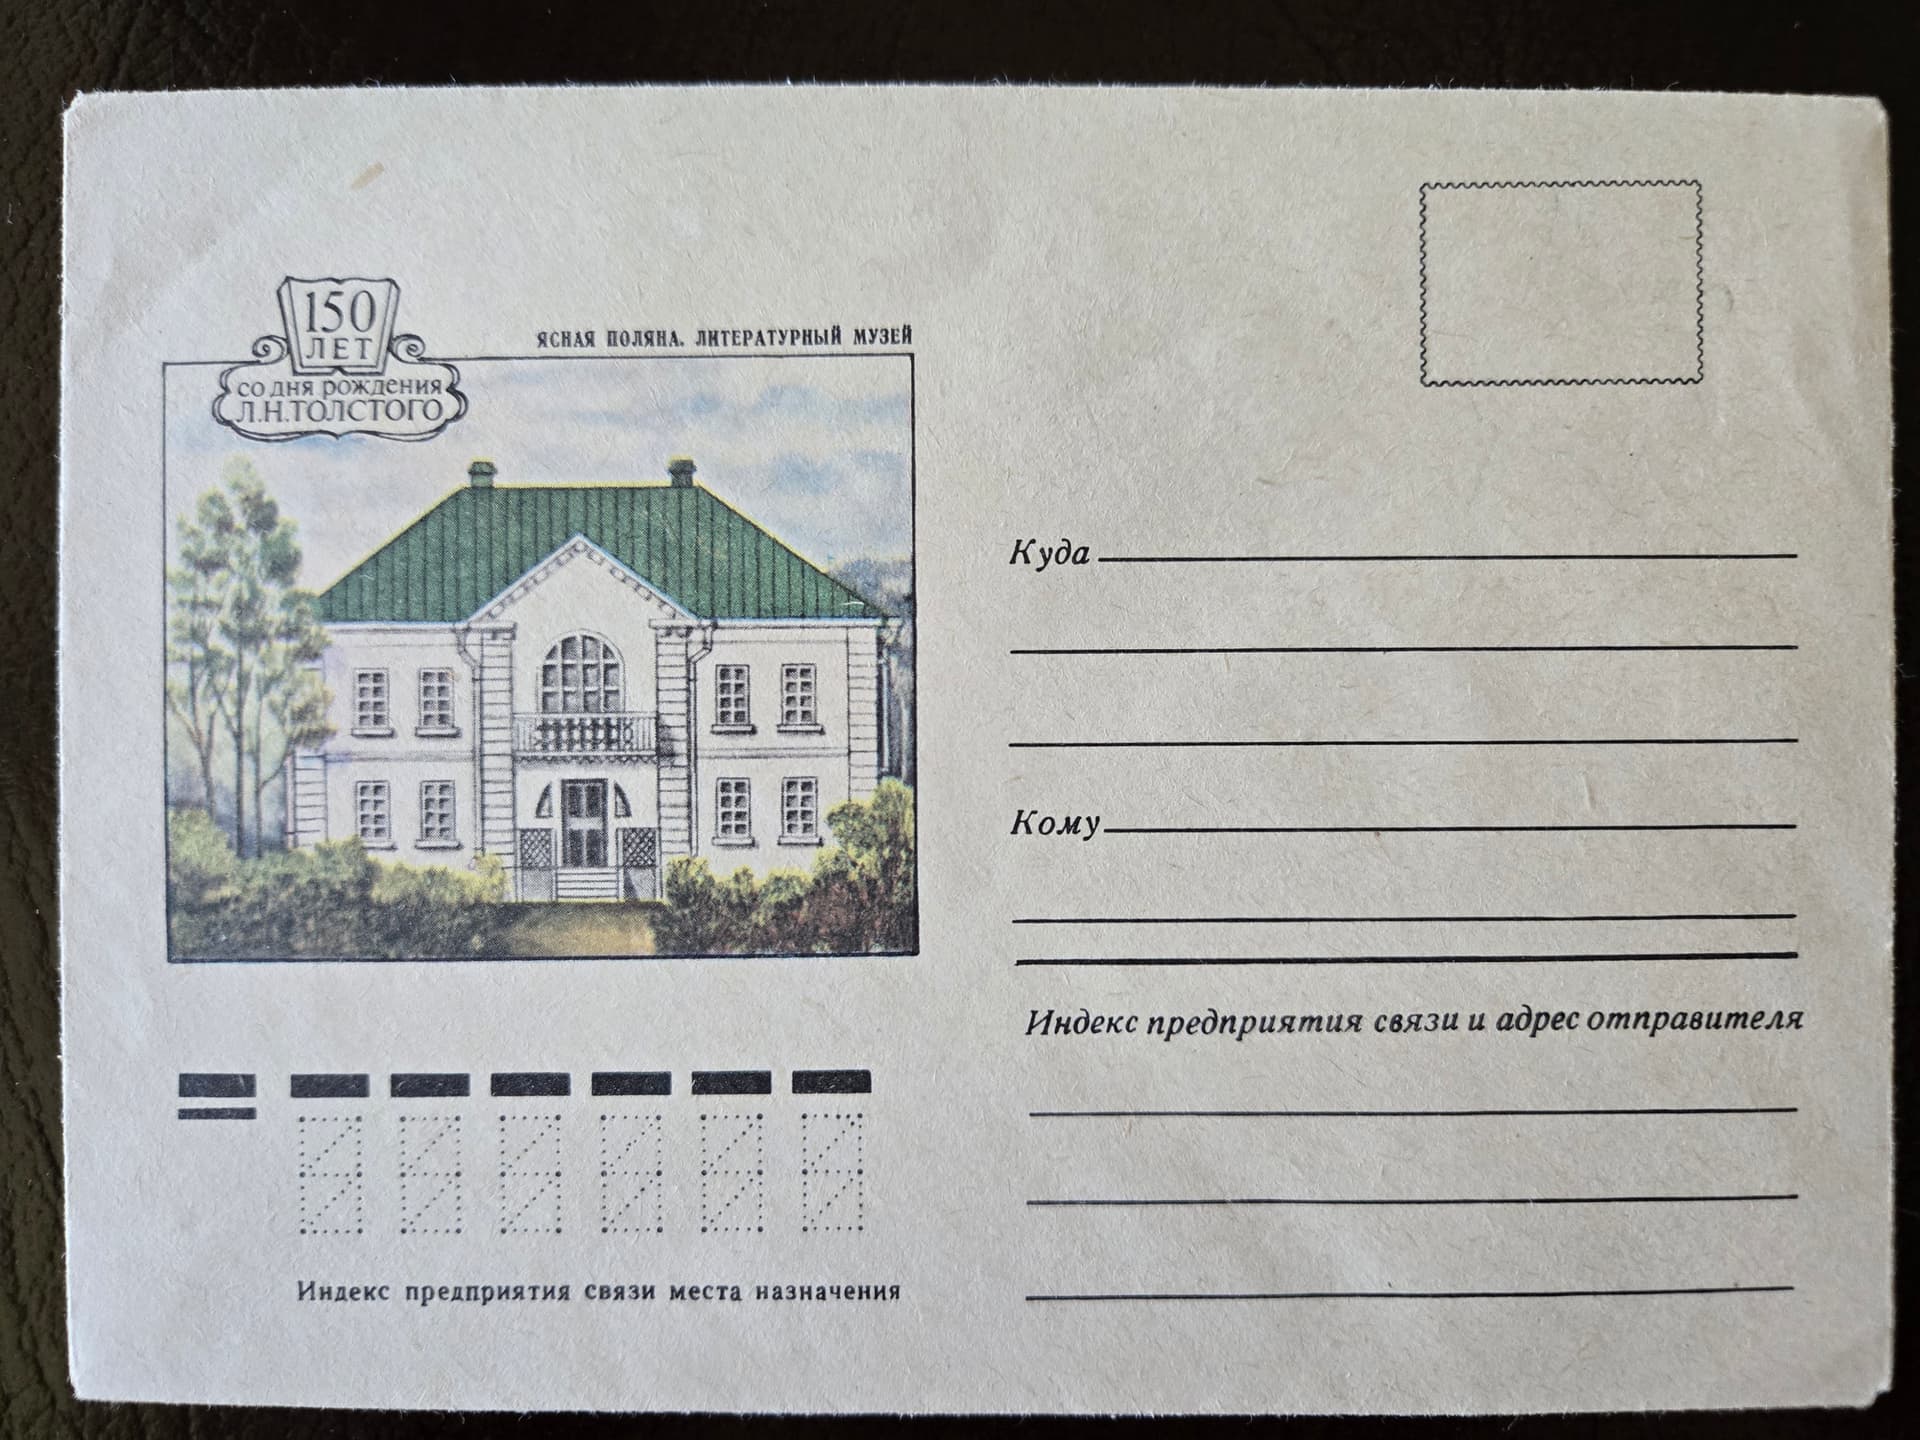 150
ЛЕТ
СО ДНЯ РОЖДЕНИЯ
Л.Н.ТОЛСТОГО
ЯСНАЯ ПОЛЯНА. ЛИТЕРАТУРНЫЙ МУЗЕЙ
Куда
Кому
Индекс предприятия связи и адрес отправителя
Индекс предприятия связи места назначения